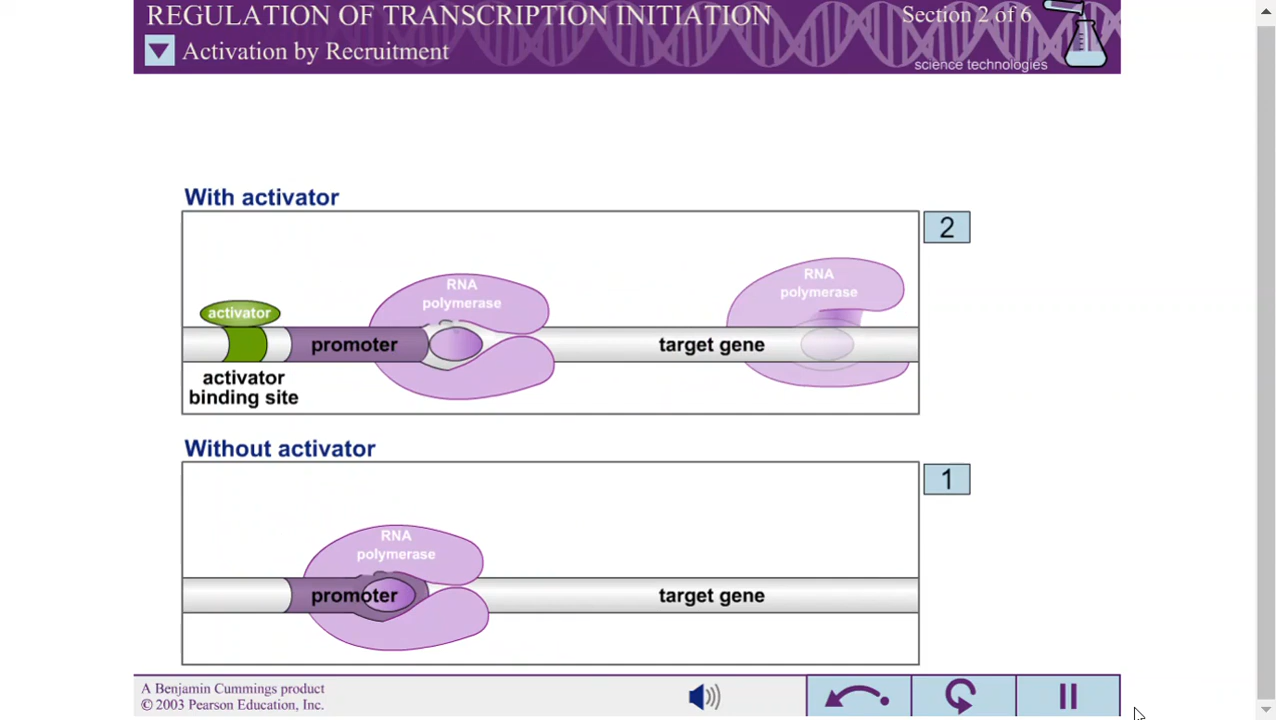 REGULATION OF TRANSCRIPTION INITIATION
Section 2 of 6
Activation by Recruitment
science technologies
With activator
2
RNA
polymerase
RNA
polymerase
activator
promoter
target gene
activator
binding site
Without activator
1
RNA
polymerase
promoter
target gene
A Benjamin Cummings product
© 2003 Pearson Education, Inc.